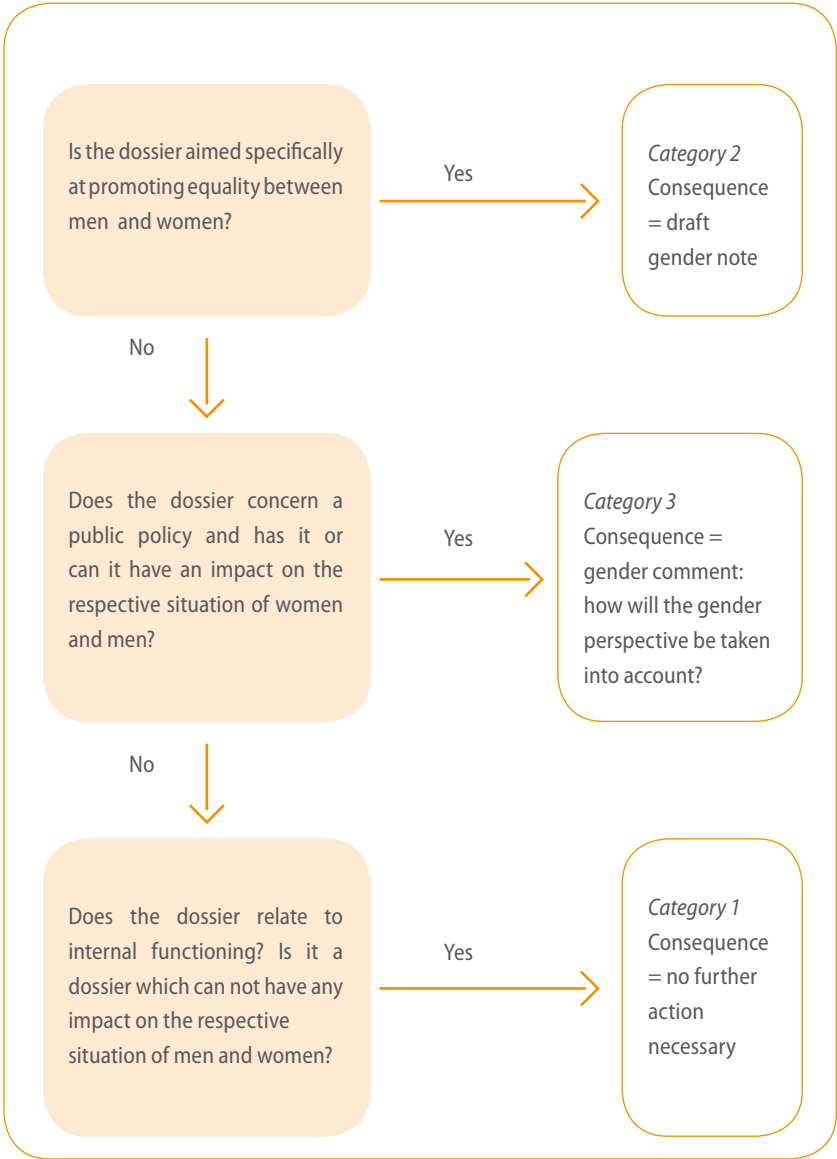 Is the dossier aimed specifically
at promoting equality between
men and women?
Yes
Category 2
Consequence
= draft
gender note
No
Does the dossier concern a
public policy and has it or
can it have an impact on the
respective situation of women
and men?
Yes
Category 3
Consequence =
gender comment:
how will the gender
perspective be taken
into account?
No
Does the dossier relate to
internal functioning? Is it a
dossier which can not have any
impact on the respective
situation of men and women?
Yes
Category 1
Consequence
= no further
action
necessary